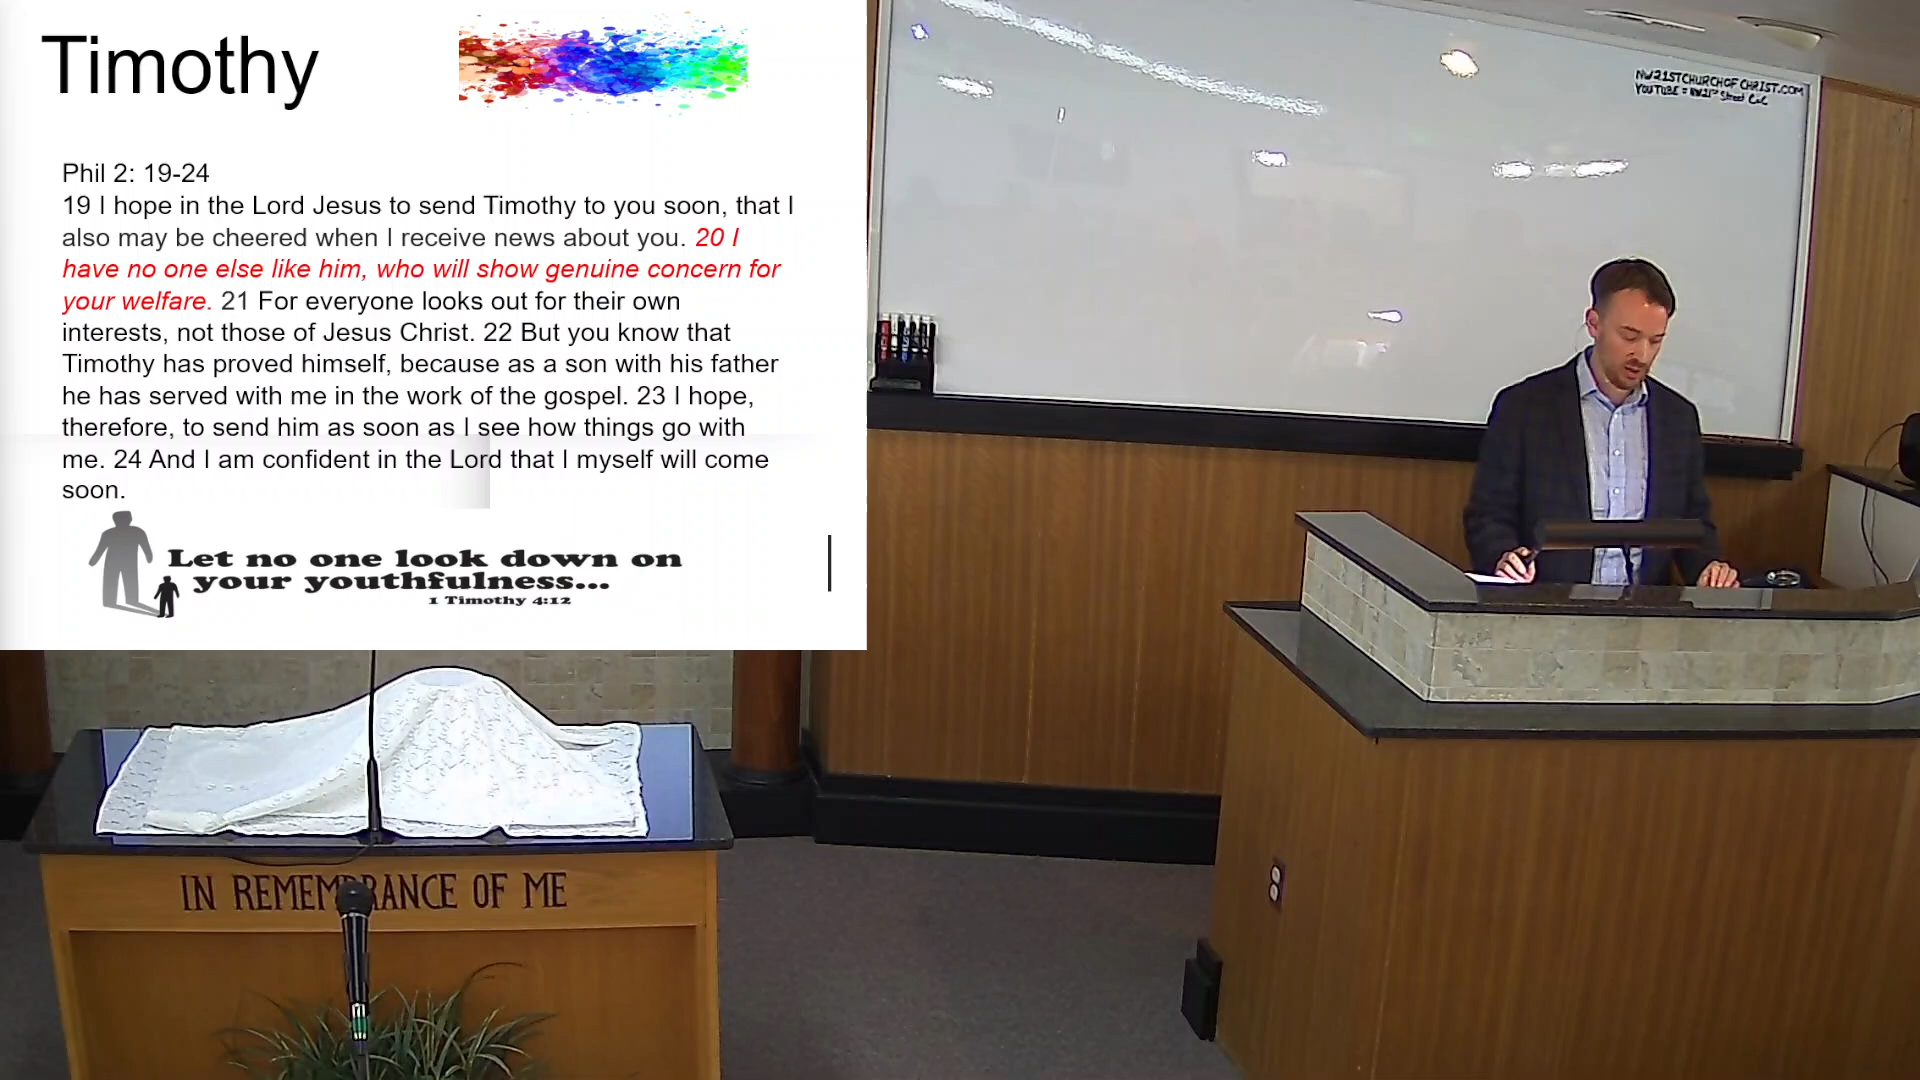 Timothy
Phil 2: 19-24
19 I hope in the Lord Jesus to send Timothy to you soon, that I
also may be cheered when I receive news about you. 20 I
have no one else like him, who will show genuine concern for
your welfare. 21 For everyone looks out for their own
interests, not those of Jesus Christ. 22 But you know that
Timothy has proved himself, because as a son with his father
he has served with me in the work of the gospel. 23 I hope,
therefore, to send him as soon as I see how things go with
me. 24 And I am confident in the Lord that I myself will come
soon.
Let no one look down on
your youthfulness...
1 Timothy 4:12
NW21STCHURCHOFCHRIST.COM
YOUTUBE = NW21ST Street CoC
IN REMEMBRANCE OF ME